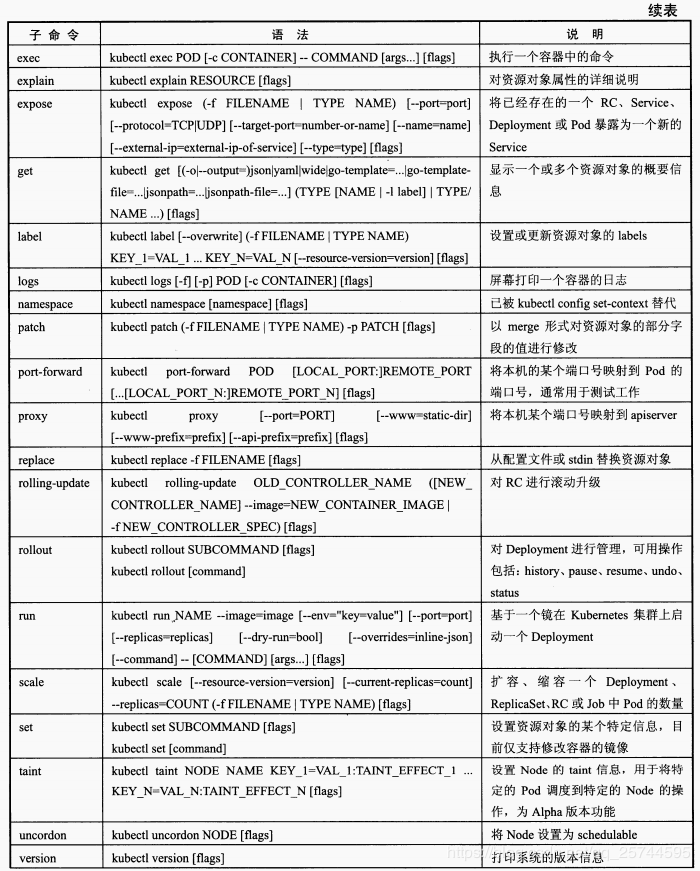 续表
子 命 令 语 法 说 明
exec kubectl exec POD [-c CONTAINER] -- COMMAND [args...] [flags] 执行一个容器中的命令
explain kubectl explain RESOURCE [flags] 对资源对象属性的详细说明
expose kubectl expose (-f FILENAME | TYPE NAME) [--port=port] 将已经存在的一个 RC、Service、
[--protocol=TCP|UDP] [--target-port=number-or-name] [--name=name] Deployment 或 Pod 暴露为一个新的
[--external-ip=external-ip-of-service] [--type=type] [flags] Service
get kubectl get [(-o|--output=)json|yaml|wide|go-template=...|go-template- 显示一个或多个资源对象的概要信
file=...|jsonpath=...|jsonpath-file=...] (TYPE [NAME | -l label] | TYPE/ 息
NAME ...) [flags]
label kubectl label [--overwrite] (-f FILENAME | TYPE NAME) 设置或更新资源对象的 labels
KEY_1=VAL_1 ... KEY_N=VAL_N [--resource-version=version] [flags]
logs kubectl logs [-f] [-p] POD [-c CONTAINER] [flags] 屏幕打印一个容器的日志
namespace kubectl namespace [namespace] [flags] 已被 kubectl config set-context 替代
patch kubectl patch (-f FILENAME | TYPE NAME) -p PATCH [flags] 以 merge 形式对资源对象的部分字
段的值进行修改
port-forward kubectl port-forward POD [LOCAL_PORT:]REMOTE_PORT 将本机的某个端口号映射到 Pod 的
[...[LOCAL_PORT_N:]REMOTE_PORT_N] [flags] 端口号，通常用于测试工作
proxy kubectl proxy [--port=PORT] [--www=static-dir] 将本机某个端口号映射到 apiserver
[--www-prefix=prefix] [--api-prefix=prefix] [flags]
replace kubectl replace -f FILENAME [flags] 从配置文件或 stdin 替换资源对象
rolling-update kubectl rolling-update OLD_CONTROLLER_NAME ([NEW_ 对 RC 进行滚动升级
CONTROLLER_NAME] --image=NEW_CONTAINER_IMAGE |
-f NEW_CONTROLLER_SPEC) [flags]
rollout kubectl rollout SUBCOMMAND [flags] 对 Deployment 进行管理，可用操作
kubectl rollout [command] 包括：history、pause、resume、undo、
status
run kubectl run NAME --image=image [--env="key=value"] [--port=port] 基于一个镜在 Kubernetes 集群上启
[--replicas=replicas] [--dry-run=bool] [--overrides=inline-json] 动一个 Deployment
[--command] -- [COMMAND] [args...] [flags]
scale kubectl scale [--resource-version=version] [--current-replicas=count] 扩容、缩容一个 Deployment、
--replicas=COUNT (-f FILENAME | TYPE NAME) [flags] ReplicaSet、RC 或 Job 中 Pod 的数量
set kubectl set SUBCOMMAND [flags] 设置资源对象的某个特定信息，目
kubectl set [command] 前仅支持修改容器的镜像
taint kubectl taint NODE NAME KEY_1=VAL_1:TAINT_EFFECT_1 ... 设置 Node 的 taint 信息，用于将特
KEY_N=VAL_N:TAINT_EFFECT_N [flags] 定的 Pod 调度到特定的 Node 的操
作，为 Alpha 版本功能
uncordon kubectl uncordon NODE [flags] 将 Node 设置为 schedulable
version kubectl version [flags] 打印系统的版本信息